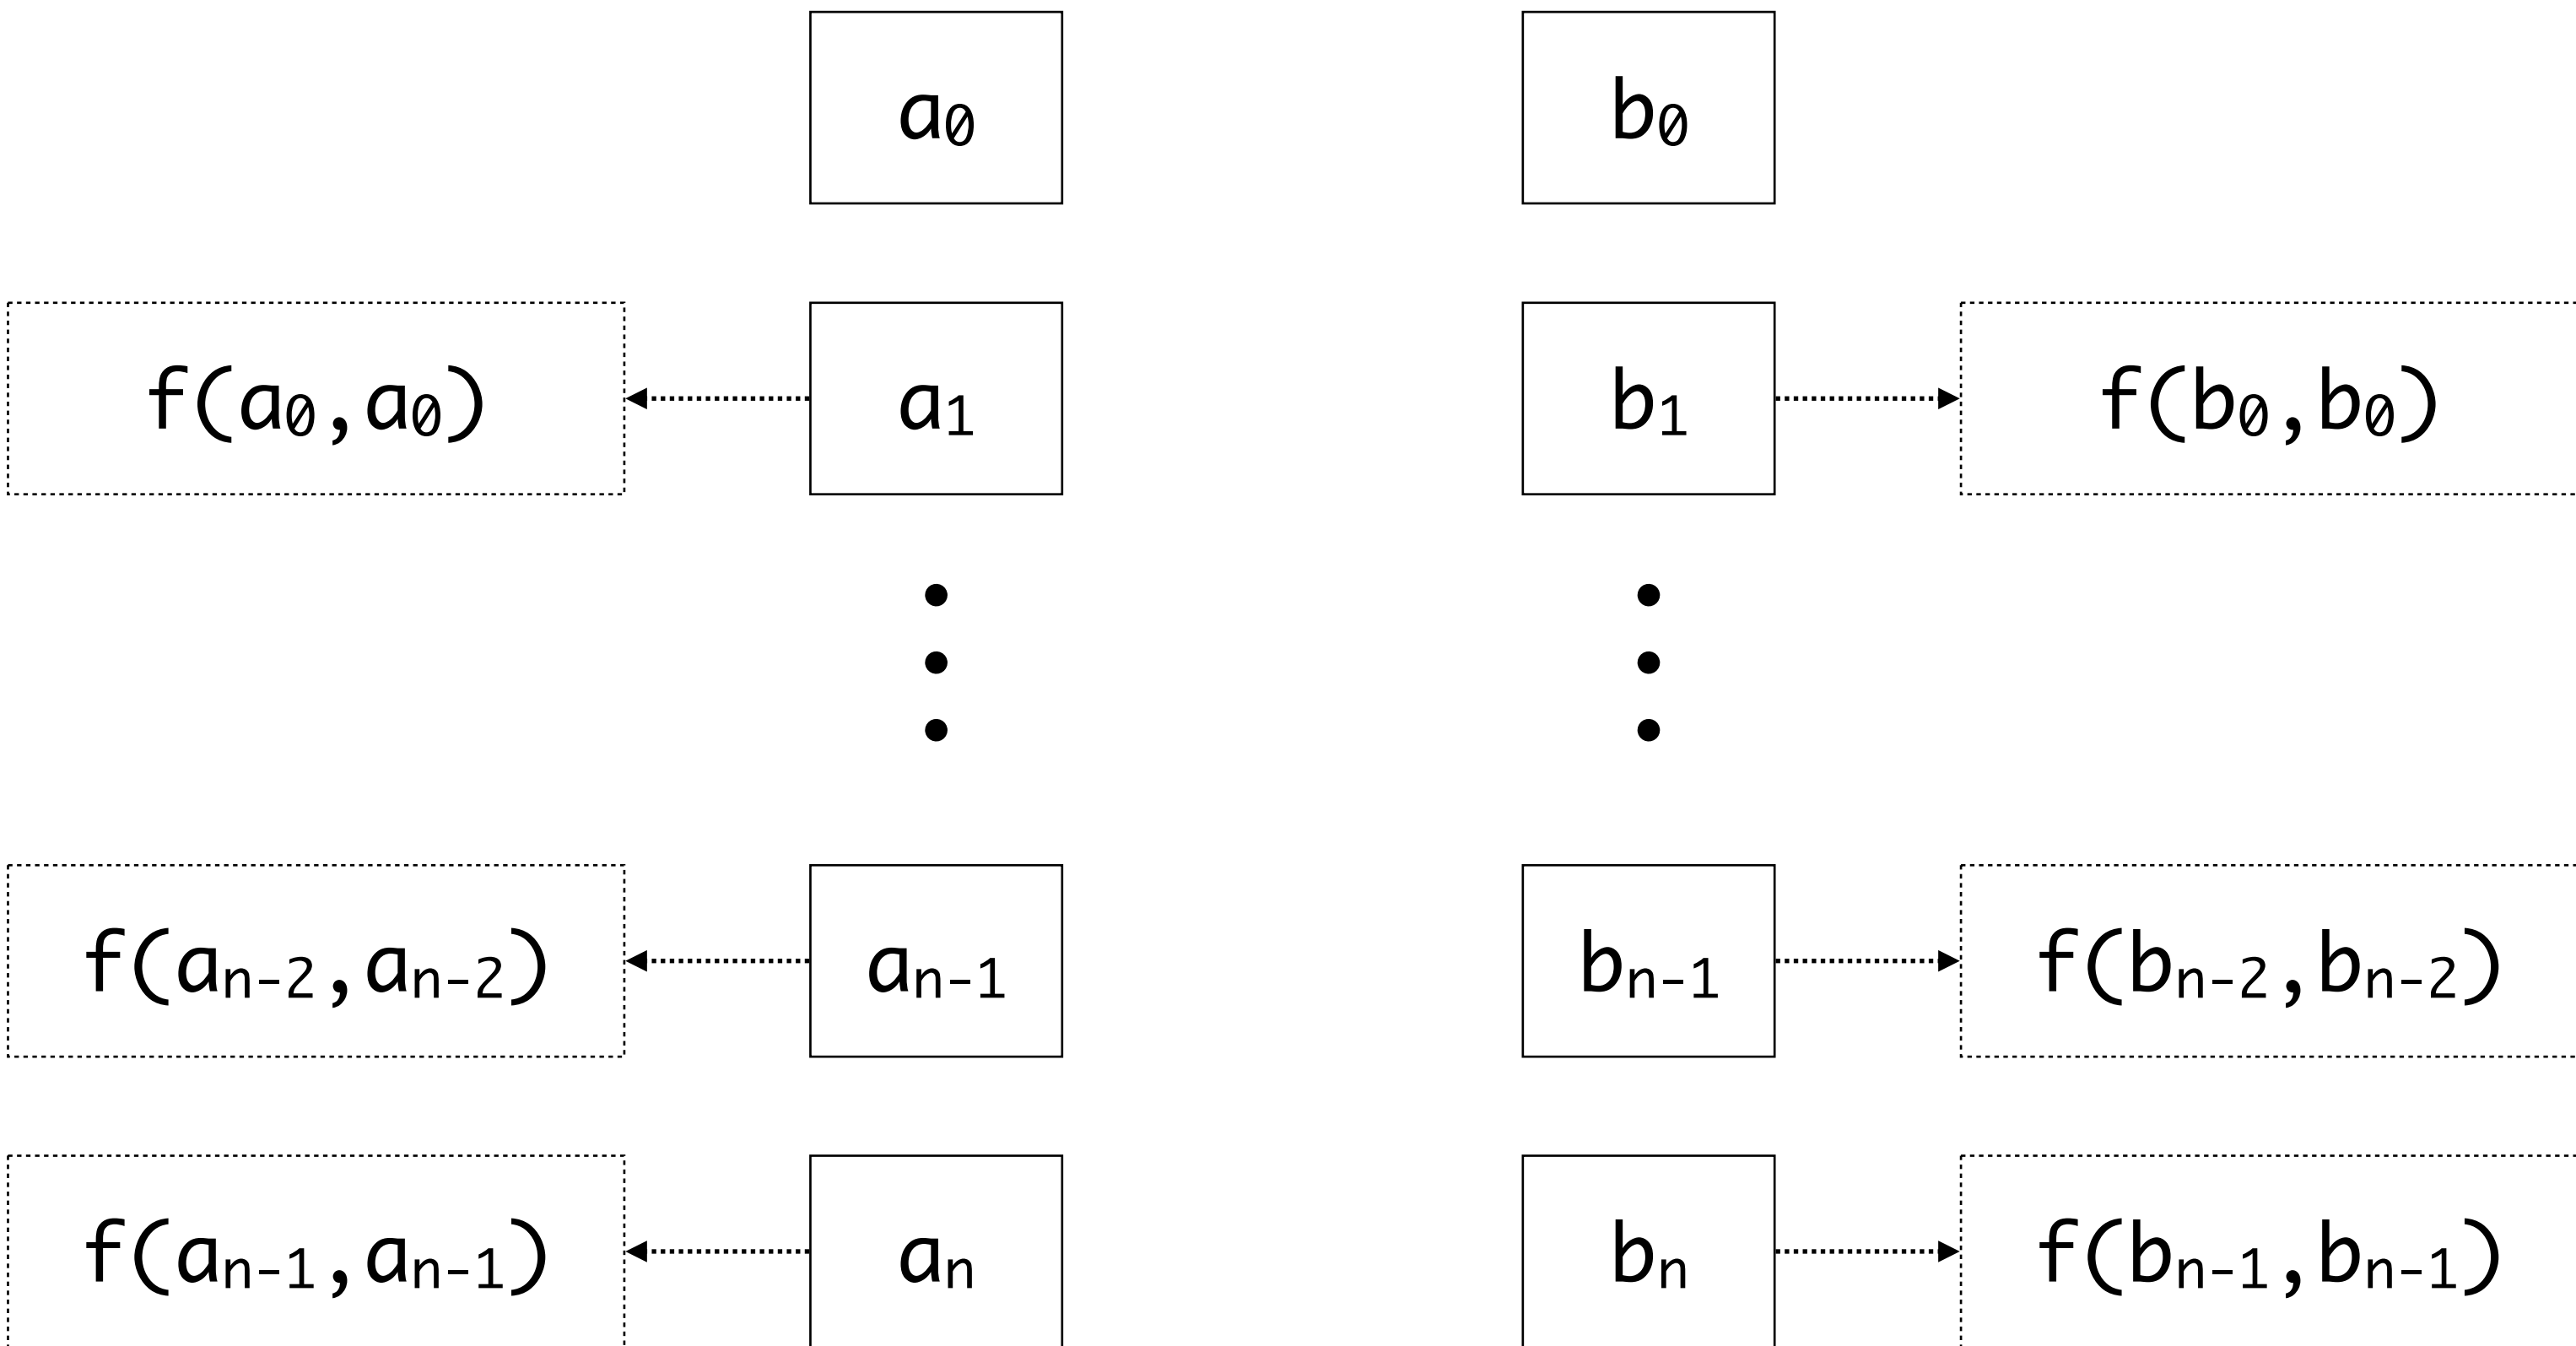 a₀ b₀
f(a₀,a₀) a₁ b₁ f(b₀,b₀)
f(aₙ₋₂,aₙ₋₂) aₙ₋₁ bₙ₋₁ f(bₙ₋₂,bₙ₋₂)
f(aₙ₋₁,aₙ₋₁) aₙ bₙ f(bₙ₋₁,bₙ₋₁)